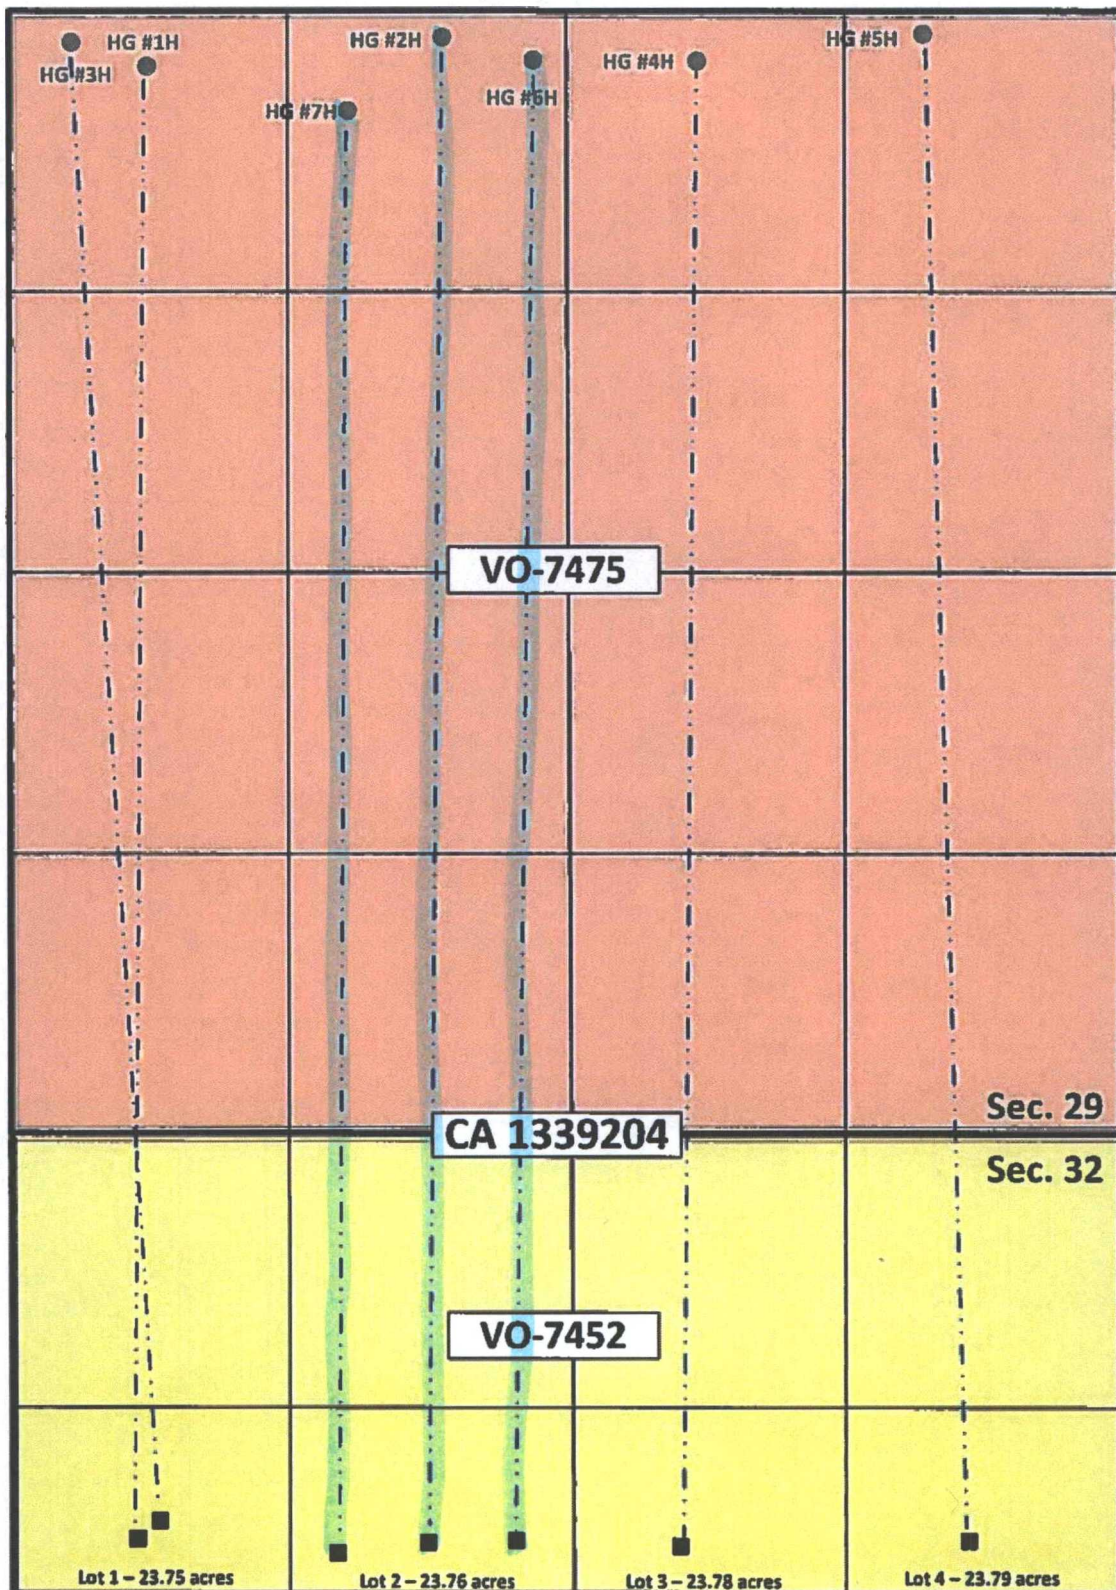 HG #1H
HG #3H
HG #2H
HG #7H
HG #6H
HG #4H
HG #5H
VO-7475
Sec. 29
CA 1339204
Sec. 32
VO-7452
Lot 1 – 23.75 acres
Lot 2 – 23.76 acres
Lot 3 – 23.78 acres
Lot 4 – 23.79 acres